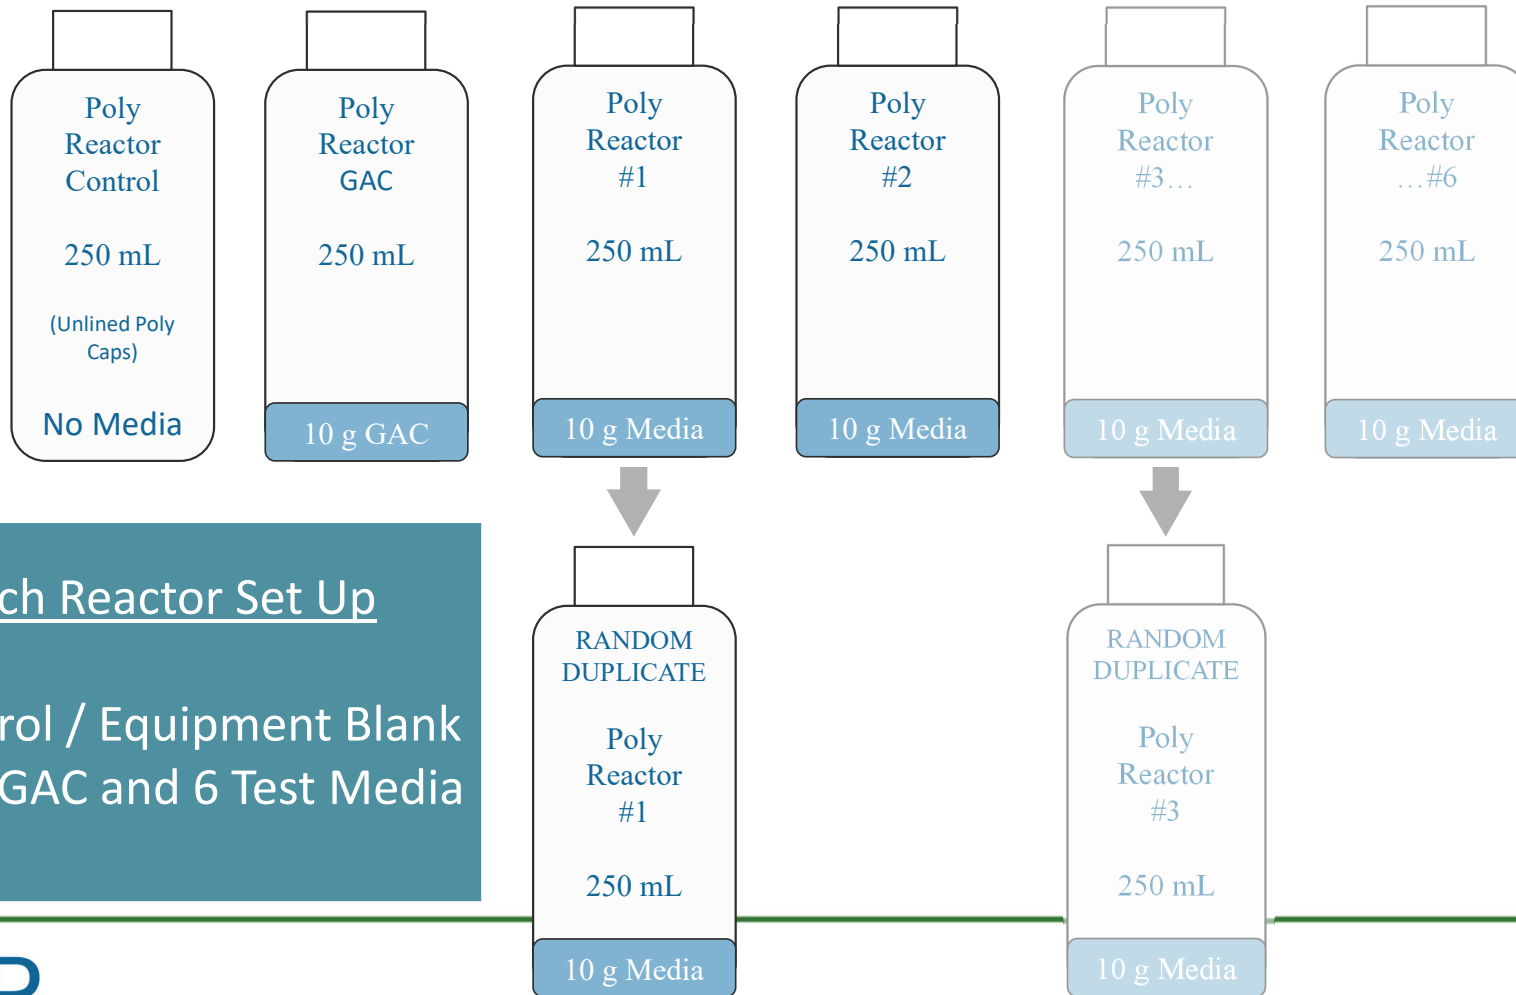 Poly
Reactor
Control
250 mL
(Unlined Poly
Caps)
No Media
Poly
Reactor
GAC
250 mL
10 g GAC
Poly
Reactor
#1
250 mL
10 g Media
Poly
Reactor
#2
250 mL
10 g Media
Poly
Reactor
#3...
250 mL
10 g Media
Poly
Reactor
...#6
250 mL
10 g Media
ch Reactor Set Up
rol / Equipment Blank
GAC and 6 Test Media
RANDOM
DUPLICATE
Poly
Reactor
#1
250 mL
10 g Media
RANDOM
DUPLICATE
Poly
Reactor
#3
250 mL
10 g Media